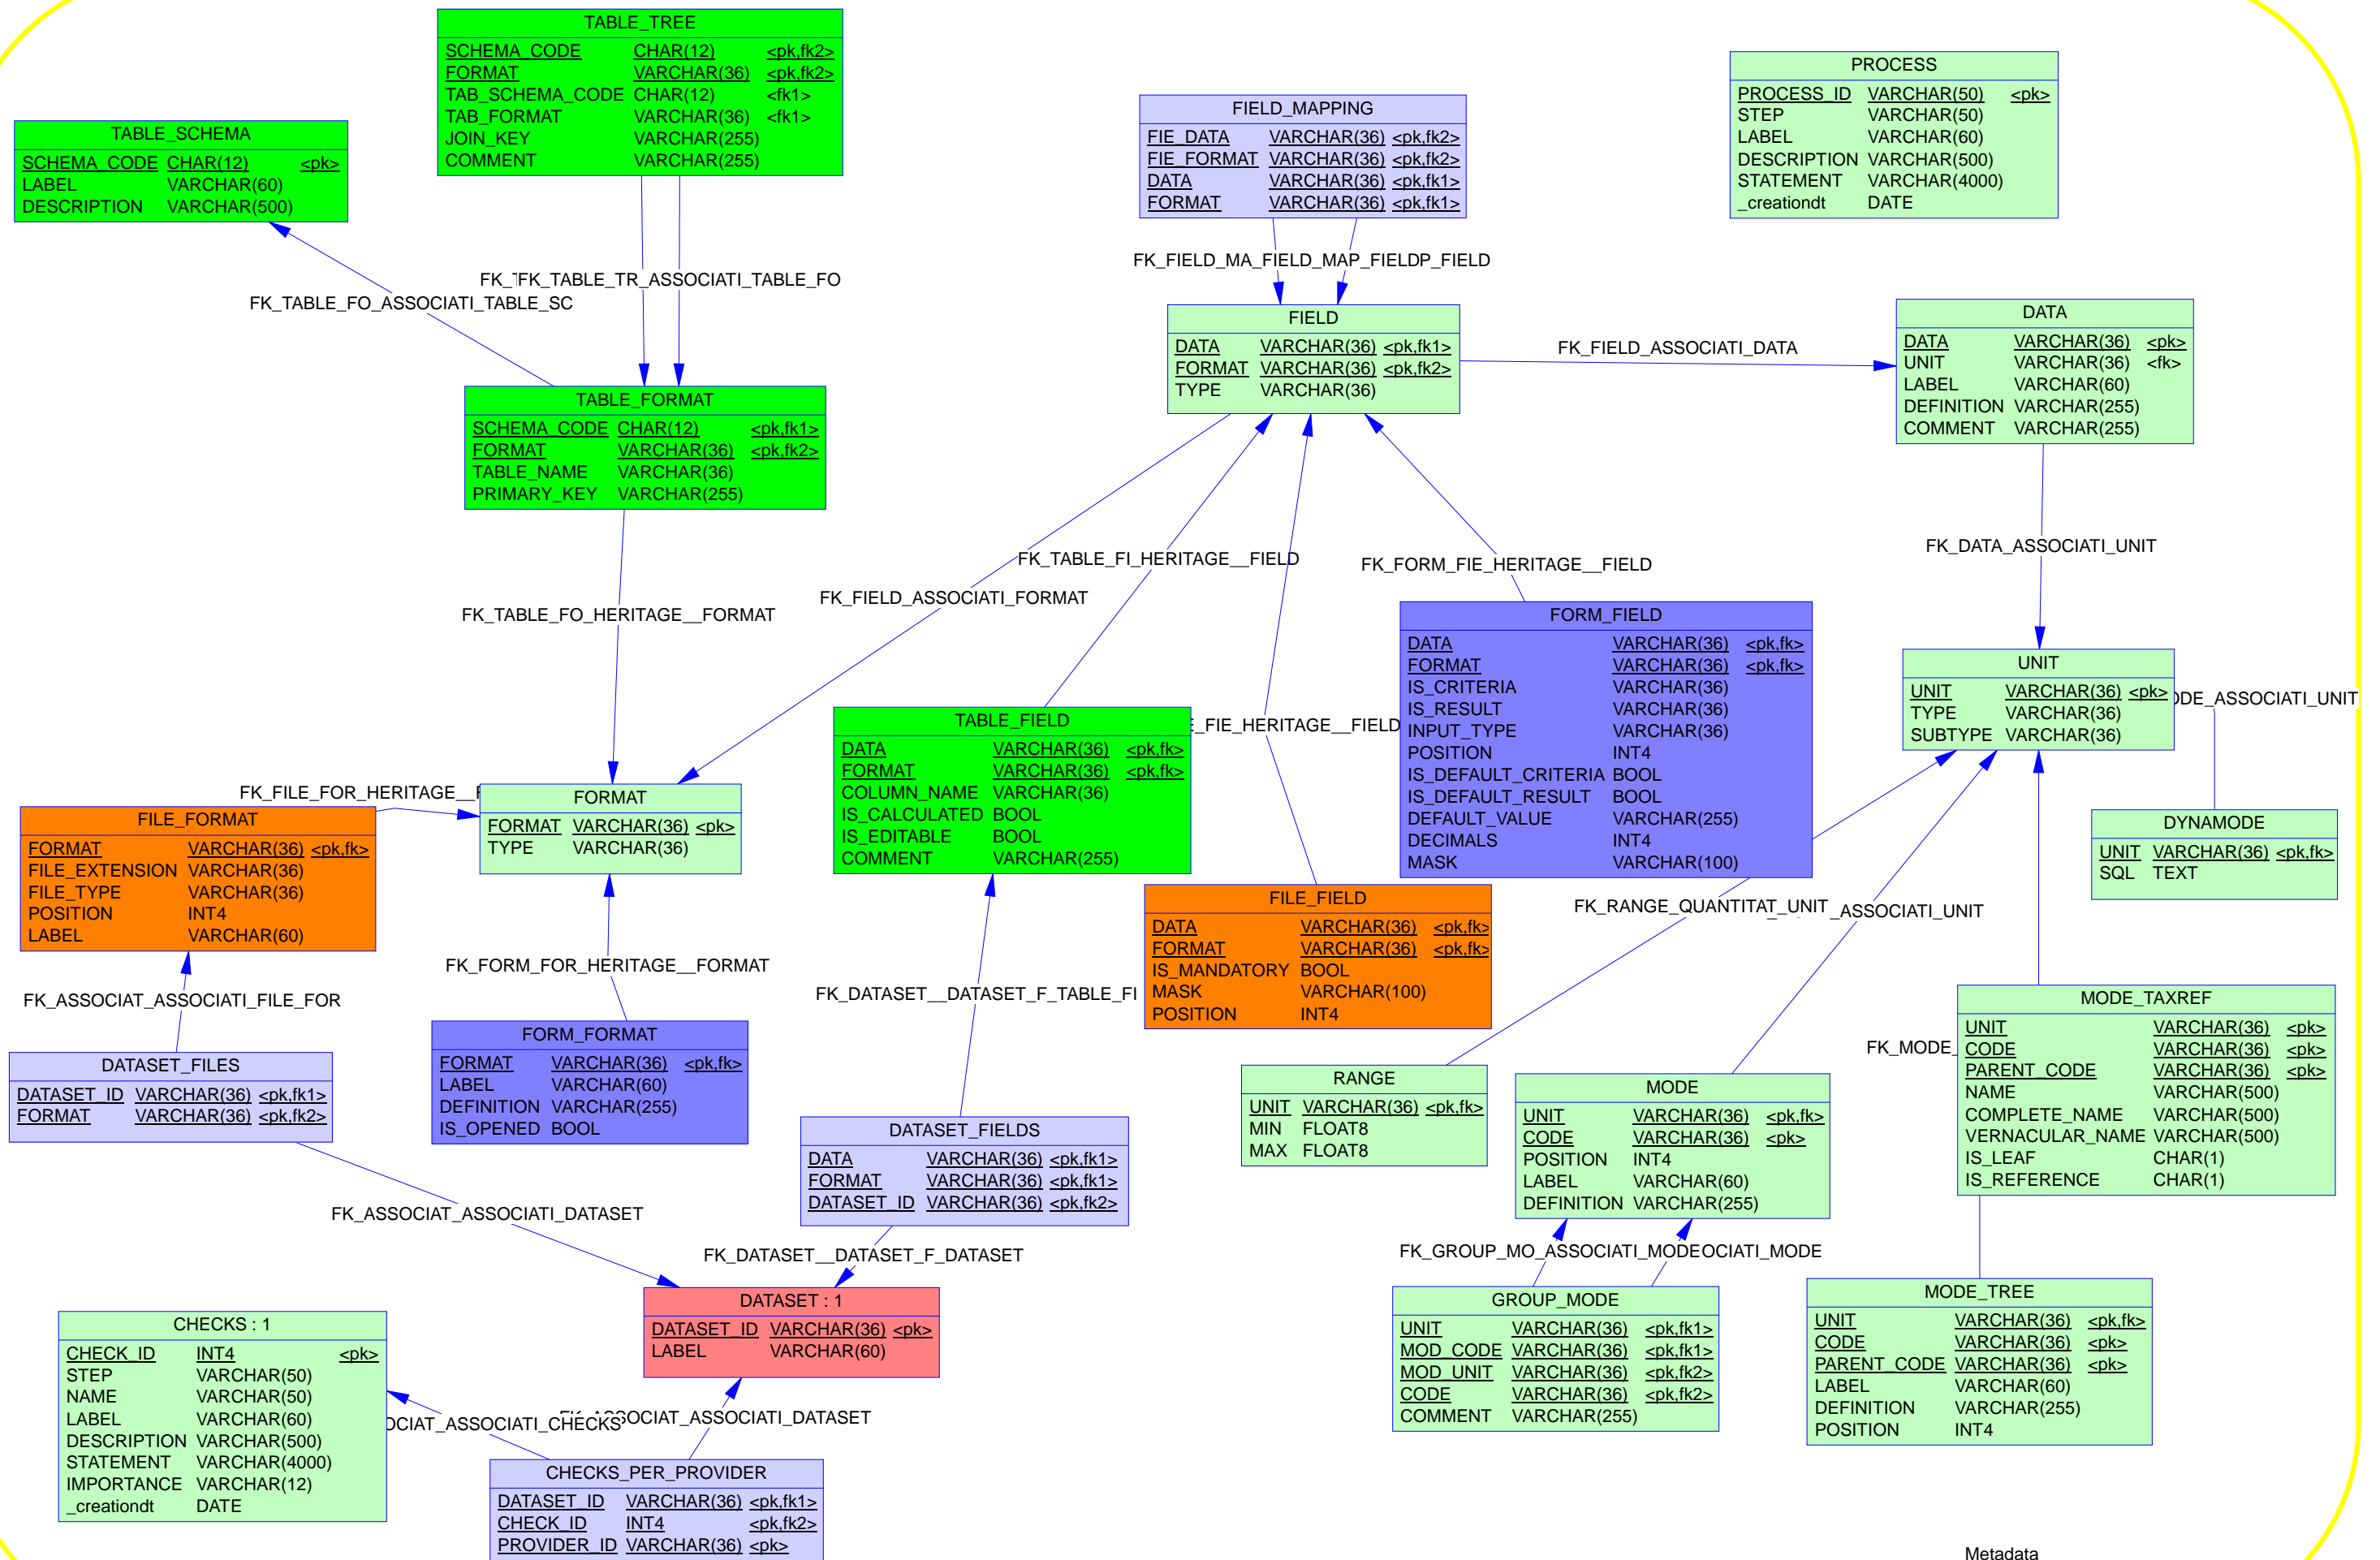 TABLE_TREE
SCHEMA_CODE CHAR(12) <pk,fk2>
FORMAT VARCHAR(36) <pk,fk2>
TAB_SCHEMA_CODE CHAR(12) <fk1>
TAB_FORMAT VARCHAR(36) <fk1>
JOIN_KEY VARCHAR(255)
COMMENT VARCHAR(255)
PROCESS
PROCESS_ID VARCHAR(50) <pk>
STEP VARCHAR(50)
LABEL VARCHAR(60)
DESCRIPTION VARCHAR(500)
STATEMENT VARCHAR(4000)
_creationdt DATE
FIELD_MAPPING
FIE_DATA VARCHAR(36) <pk,fk2>
FIE_FORMAT VARCHAR(36) <pk,fk2>
DATA VARCHAR(36) <pk,fk1>
FORMAT VARCHAR(36) <pk,fk1>
TABLE_SCHEMA
SCHEMA_CODE CHAR(12) <pk>
LABEL VARCHAR(60)
DESCRIPTION VARCHAR(500)
FK_TABLE_TR_ASSOCIATI_TABLE_FO
FK_TABLE_FO_ASSOCIATI_TABLE_SC
FK_FIELD_MA_FIELD_MAP_FIELD
P_FIELD
FIELD
DATA VARCHAR(36) <pk,fk1>
FORMAT VARCHAR(36) <pk,fk2>
TYPE VARCHAR(36)
FK_FIELD_ASSOCIATI_DATA
DATA
DATA VARCHAR(36) <pk>
UNIT VARCHAR(36) <fk>
LABEL VARCHAR(60)
DEFINITION VARCHAR(255)
COMMENT VARCHAR(255)
TABLE_FORMAT
SCHEMA_CODE CHAR(12) <pk,fk1>
FORMAT VARCHAR(36) <pk,fk2>
TABLE_NAME VARCHAR(36)
PRIMARY_KEY VARCHAR(255)
FK_TABLE_FI_HERITAGE__FIELD
FK_FORM_FIE_HERITAGE__FIELD
FK_DATA_ASSOCIATI_UNIT
FK_FIELD_ASSOCIATI_FORMAT
FK_TABLE_FO_HERITAGE__FORMAT
FORM_FIELD
DATA VARCHAR(36) <pk,fk>
FORMAT VARCHAR(36) <pk,fk>
IS_CRITERIA VARCHAR(36)
IS_RESULT VARCHAR(36)
INPUT_TYPE VARCHAR(36)
POSITION INT4
IS_DEFAULT_CRITERIA BOOL
IS_DEFAULT_RESULT BOOL
DEFAULT_VALUE VARCHAR(255)
DECIMALS INT4
MASK VARCHAR(100)
UNIT
UNIT VARCHAR(36) <pk>
TYPE VARCHAR(36)
SUBTYPE VARCHAR(36)
ODE_ASSOCIATI_UNIT
TABLE_FIELD
DATA VARCHAR(36) <pk,fk>
FORMAT VARCHAR(36) <pk,fk>
COLUMN_NAME VARCHAR(36)
IS_CALCULATED BOOL
IS_EDITABLE BOOL
COMMENT VARCHAR(255)
E_FIE_HERITAGE__FIELD
FK_FILE_FOR_HERITAGE__F
FORMAT
FORMAT VARCHAR(36) <pk>
TYPE VARCHAR(36)
FILE_FORMAT
FORMAT VARCHAR(36) <pk,fk>
FILE_EXTENSION VARCHAR(36)
FILE_TYPE VARCHAR(36)
POSITION INT4
LABEL VARCHAR(60)
DYNAMODE
UNIT VARCHAR(36) <pk,fk>
SQL TEXT
FILE_FIELD
DATA VARCHAR(36) <pk,fk>
FORMAT VARCHAR(36) <pk,fk>
IS_MANDATORY BOOL
MASK VARCHAR(100)
POSITION INT4
FK_RANGE_QUANTITAT_UNIT
_ASSOCIATI_UNIT
FK_FORM_FOR_HERITAGE__FORMAT
FK_ASSOCIAT_ASSOCIATI_FILE_FOR
FK_DATASET__DATASET_F_TABLE_FI
MODE_TAXREF
UNIT VARCHAR(36) <pk>
CODE VARCHAR(36) <pk>
PARENT_CODE VARCHAR(36) <pk>
NAME VARCHAR(500)
COMPLETE_NAME VARCHAR(500)
VERNACULAR_NAME VARCHAR(500)
IS_LEAF CHAR(1)
IS_REFERENCE CHAR(1)
FK_MODE_
FORM_FORMAT
FORMAT VARCHAR(36) <pk,fk>
LABEL VARCHAR(60)
DEFINITION VARCHAR(255)
IS_OPENED BOOL
DATASET_FILES
DATASET_ID VARCHAR(36) <pk,fk1>
FORMAT VARCHAR(36) <pk,fk2>
RANGE
UNIT VARCHAR(36) <pk,fk>
MIN FLOAT8
MAX FLOAT8
MODE
UNIT VARCHAR(36) <pk,fk>
CODE VARCHAR(36) <pk>
POSITION INT4
LABEL VARCHAR(60)
DEFINITION VARCHAR(255)
DATASET_FIELDS
DATA VARCHAR(36) <pk,fk1>
FORMAT VARCHAR(36) <pk,fk1>
DATASET_ID VARCHAR(36) <pk,fk2>
FK_ASSOCIAT_ASSOCIATI_DATASET
FK_DATASET__DATASET_F_DATASET
FK_GROUP_MO_ASSOCIATI_MODE
OCIATI_MODE
DATASET : 1
DATASET_ID VARCHAR(36) <pk>
LABEL VARCHAR(60)
GROUP_MODE
UNIT VARCHAR(36) <pk,fk1>
MOD_CODE VARCHAR(36) <pk,fk1>
MOD_UNIT VARCHAR(36) <pk,fk2>
CODE VARCHAR(36) <pk,fk2>
COMMENT VARCHAR(255)
MODE_TREE
UNIT VARCHAR(36) <pk,fk>
CODE VARCHAR(36) <pk>
PARENT_CODE VARCHAR(36) <pk>
LABEL VARCHAR(60)
DEFINITION VARCHAR(255)
POSITION INT4
CHECKS : 1
CHECK_ID INT4 <pk>
STEP VARCHAR(50)
NAME VARCHAR(50)
LABEL VARCHAR(60)
DESCRIPTION VARCHAR(500)
STATEMENT VARCHAR(4000)
IMPORTANCE VARCHAR(12)
_creationdt DATE
OCIAT_ASSOCIATI_CHECKS
SOCIAT_ASSOCIATI_DATASET
CHECKS_PER_PROVIDER
DATASET_ID VARCHAR(36) <pk,fk1>
CHECK_ID INT4 <pk,fk2>
PROVIDER_ID VARCHAR(36) <pk>
Metadata